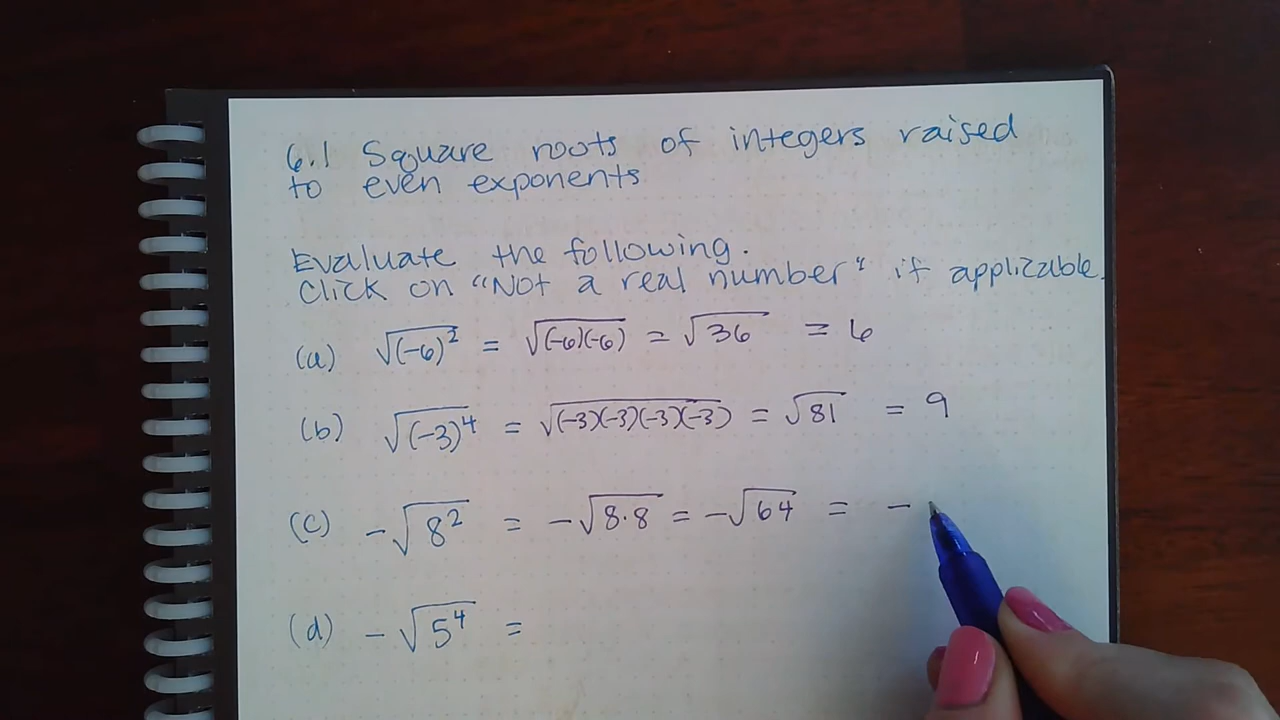 6.1 Square roots of integers raised
to even exponents
Evaluate the following.
Click on "Not a real number" if applicable.
(a) √(-6)² = √(-6)(-6) = √36 = 6
(b) √(-3)⁴ = √(-3)(-3)(-3)(-3) = √81 = 9
(c) -√8² = -√8·8 = -√64 = -
(d) -√5⁴ =